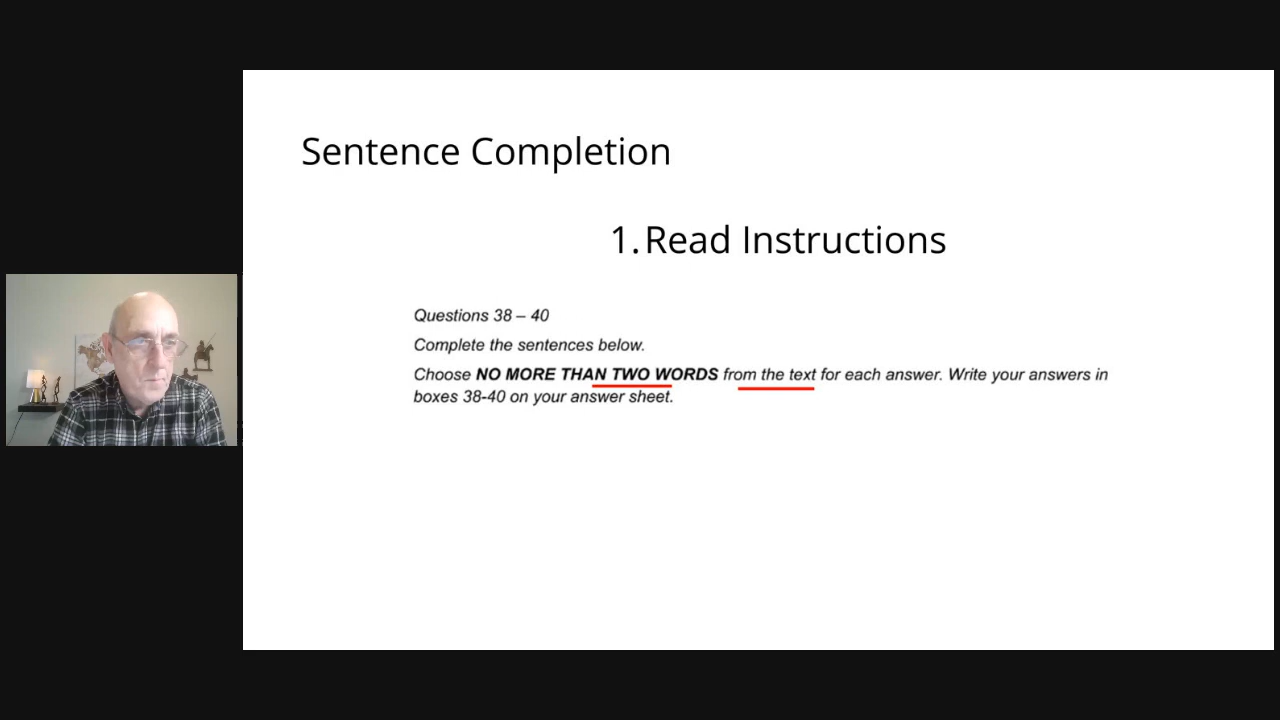 Sentence Completion
1. Read Instructions
Questions 38 – 40
Complete the sentences below.
Choose NO MORE THAN TWO WORDS from the text for each answer. Write your answers in
boxes 38-40 on your answer sheet.